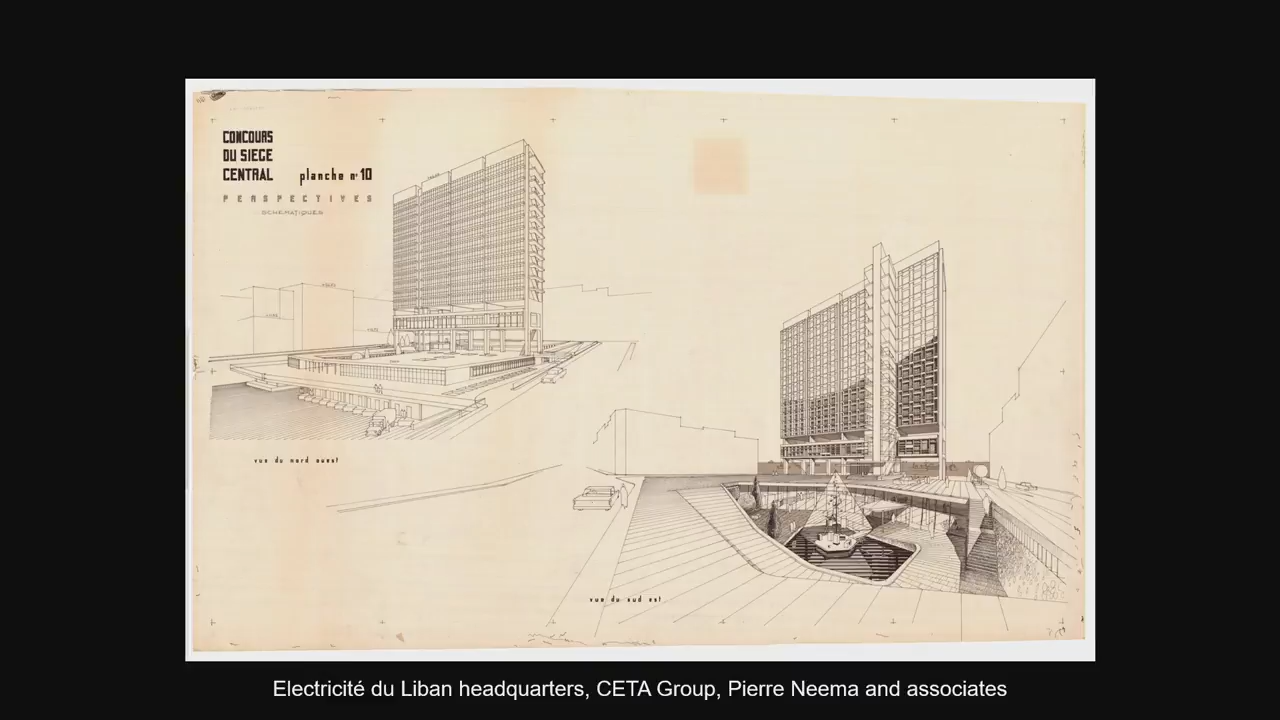 CONCOURS
DU SIEGE
CENTRAL planche n° 10
PERSPECTIVES
SCHEMATIQUES
vue du nord ouest
vue du sud est
Electricité du Liban headquarters, CETA Group, Pierre Neema and associates